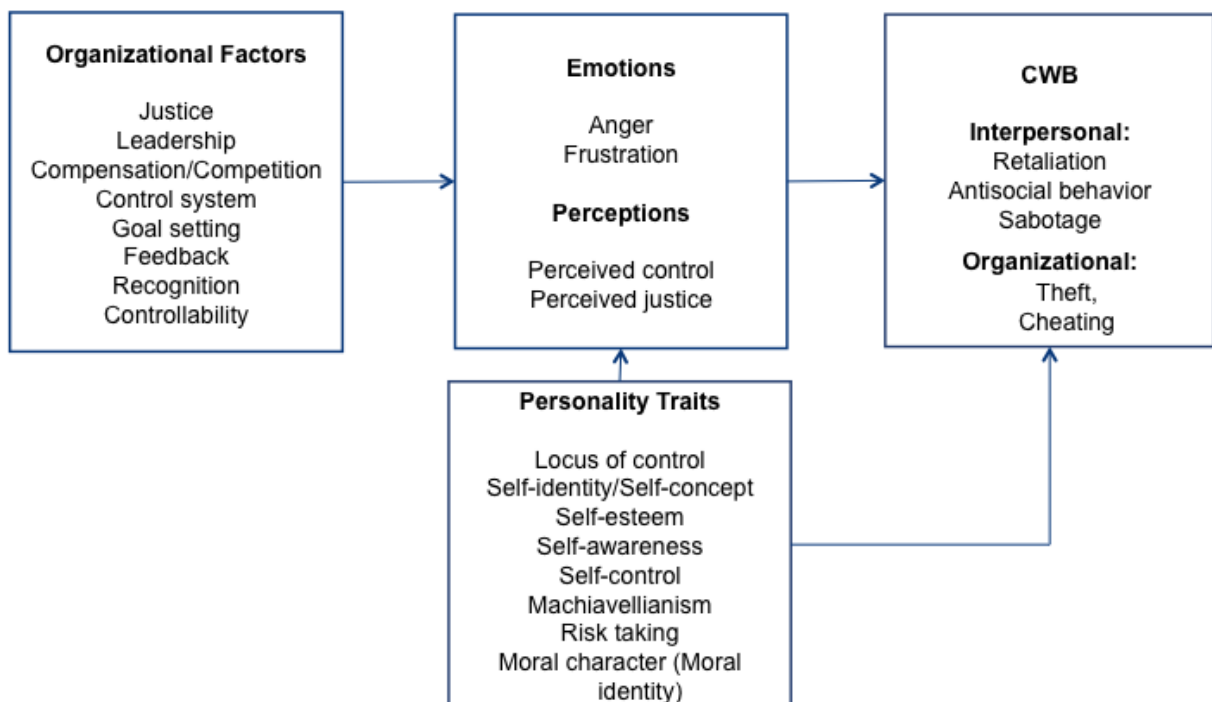 Organizational Factors
Justice
Leadership
Compensation/Competition
Control system
Goal setting
Feedback
Recognition
Controllability
Emotions
Anger
Frustration
Perceptions
Perceived control
Perceived justice
CWB
Interpersonal:
Retaliation
Antisocial behavior
Sabotage
Organizational:
Theft,
Cheating
Personality Traits
Locus of control
Self-identity/Self-concept
Self-esteem
Self-awareness
Self-control
Machiavellianism
Risk taking
Moral character (Moral
identity)